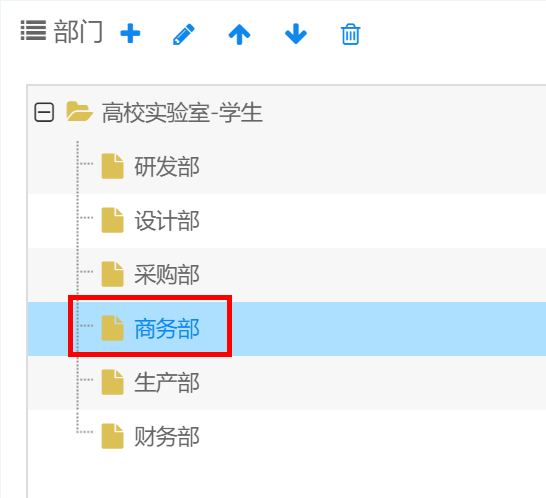 部门
高校实验室-学生
研发部
设计部
采购部
商务部
生产部
财务部